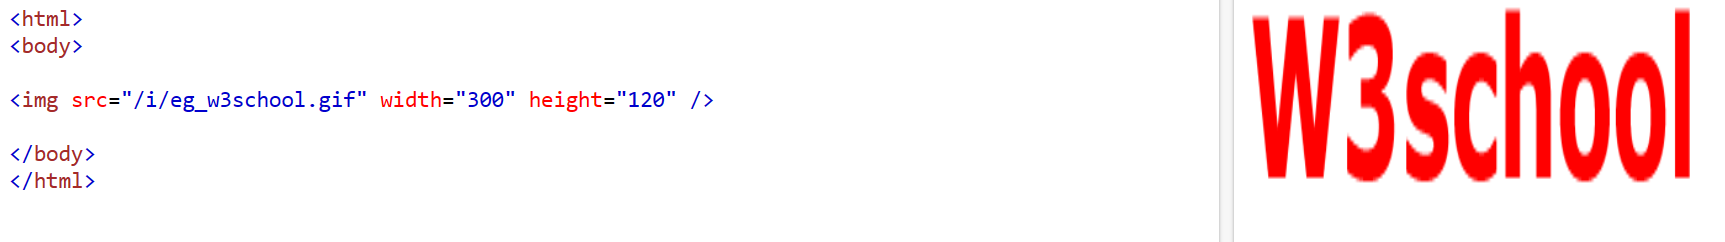 <html>
<body>
<img src="/i/eg_w3school.gif" width="300" height="120" />
</body>
</html>
W3school